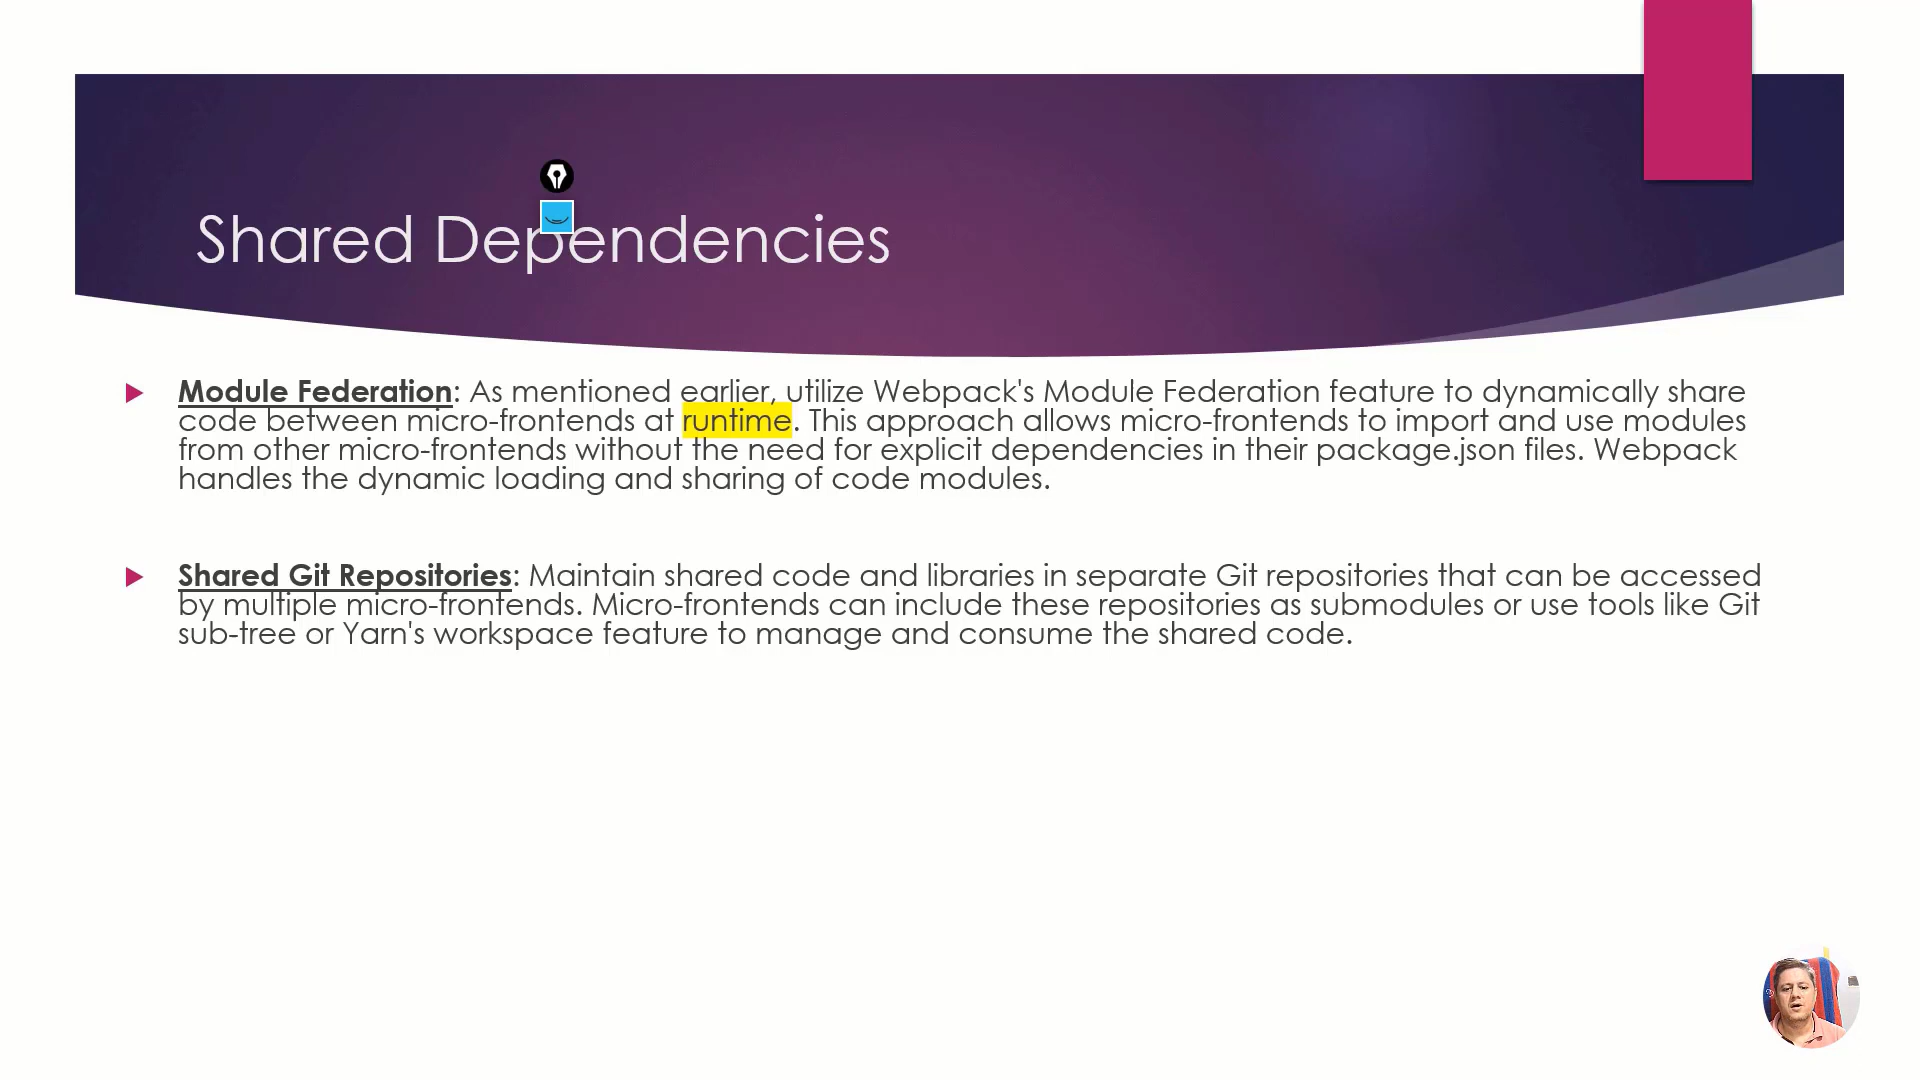 Shared Dependencies
Module Federation: As mentioned earlier, utilize Webpack's Module Federation feature to dynamically share
code between micro-frontends at runtime. This approach allows micro-frontends to import and use modules
from other micro-frontends without the need for explicit dependencies in their package.json files. Webpack
handles the dynamic loading and sharing of code modules.
Shared Git Repositories: Maintain shared code and libraries in separate Git repositories that can be accessed
by multiple micro-frontends. Micro-frontends can include these repositories as submodules or use tools like Git
sub-tree or Yarn's workspace feature to manage and consume the shared code.